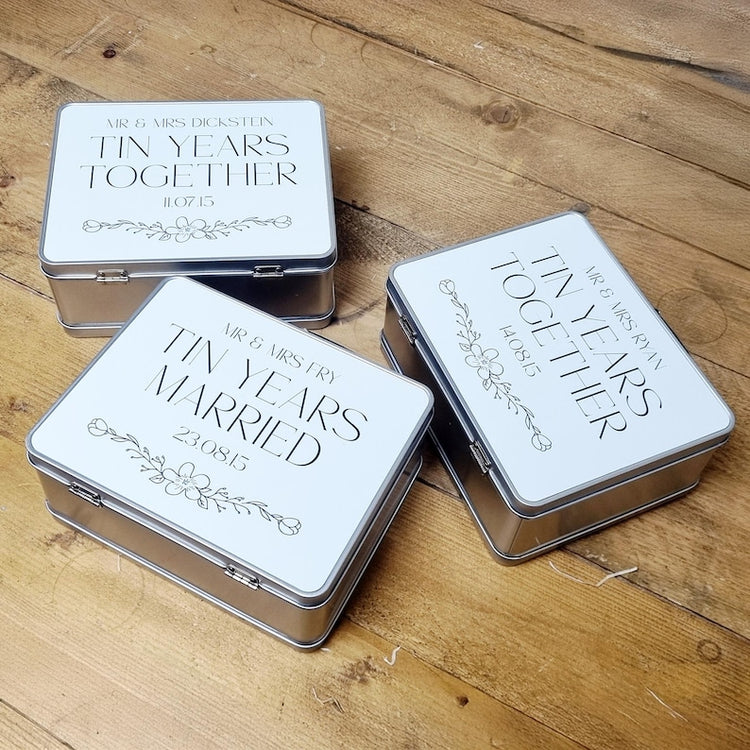 MR & MRS DICKSTEIN
TIN YEARS
TOGETHER
11.07.15
MR & MRS FRY
TIN YEARS
MARRIED
23.08.15
MR & MRS RYAN
TIN YEARS
TOGETHER
14.08.15